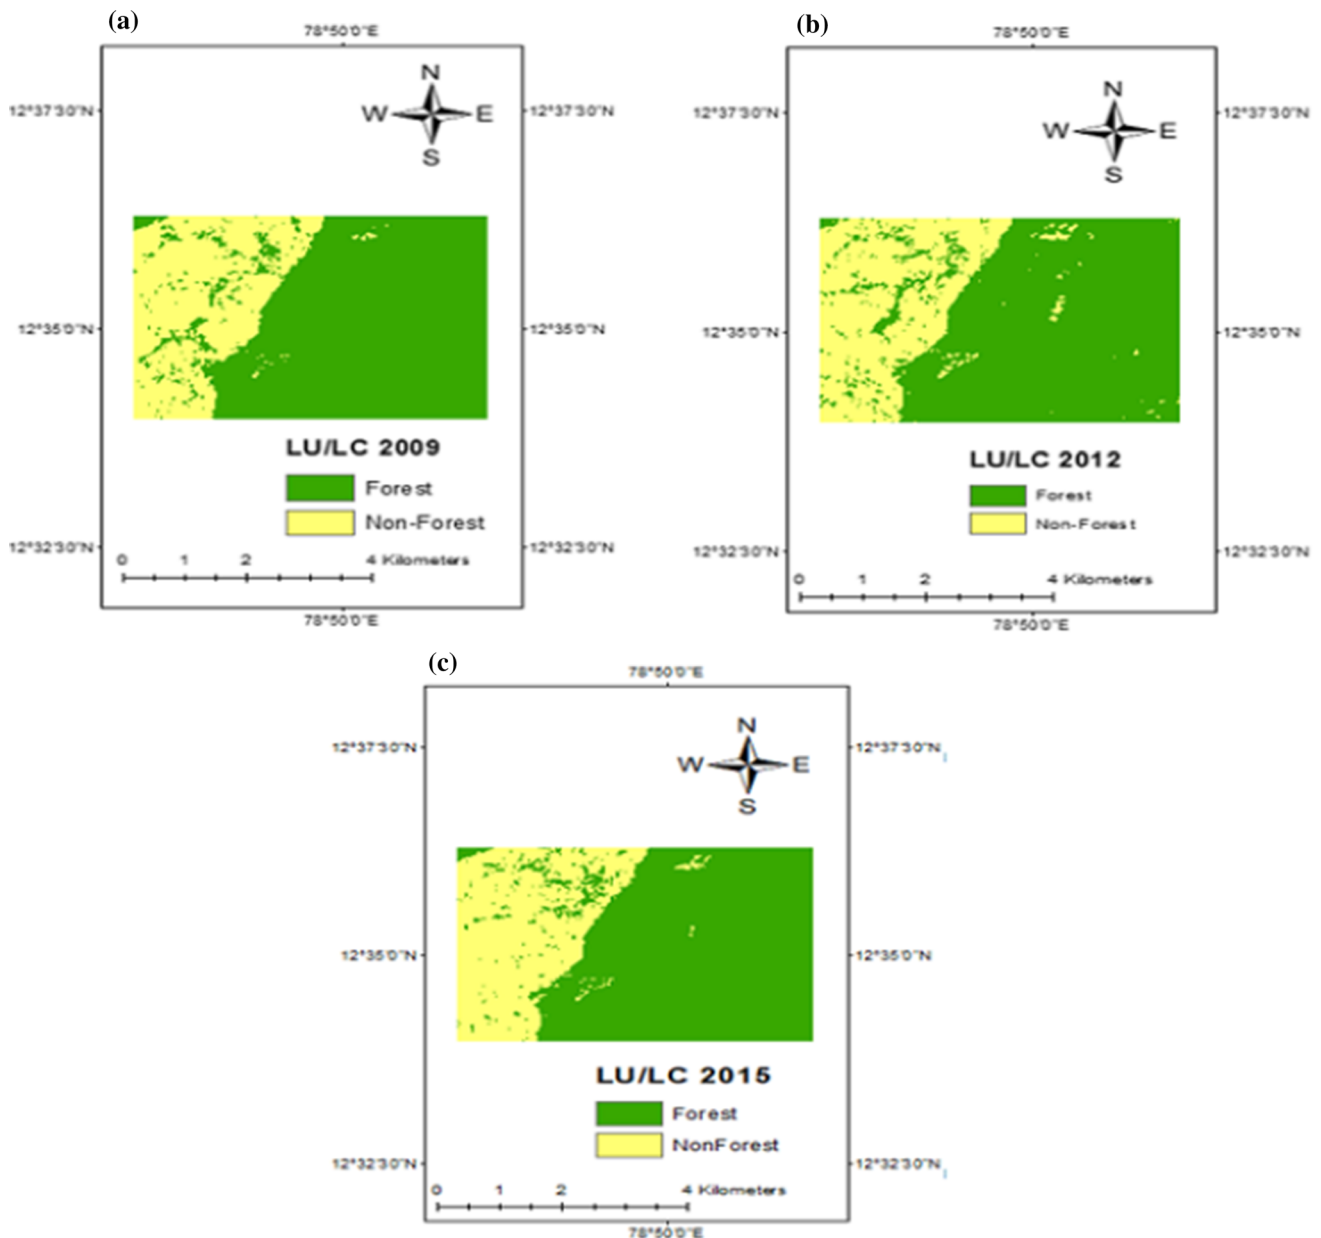 (a)
78°50'0"E
N
W E
S
12°37'30"N 12°37'30"N
12°35'0"N 12°35'0"N
LU/LC 2009
Forest
Non-Forest
12°32'30"N 12°32'30"N
0 1 2 4 Kilometers
78°50'0"E
(b)
78°50'0"E
N
W E
S
12°37'30"N 12°37'30"N
12°35'0"N 12°35'0"N
LU/LC 2012
Forest
Non-Forest
12°32'30"N 12°32'30"N
0 1 2 4 Kilometers
78°50'0"E
(c)
78°50'0"E
N
W E
S
12°37'30"N 12°37'30"N
12°35'0"N 12°35'0"N
LU/LC 2015
Forest
NonForest
12°32'30"N 12°32'30"N
0 1 2 4 Kilometers
78°50'0"E